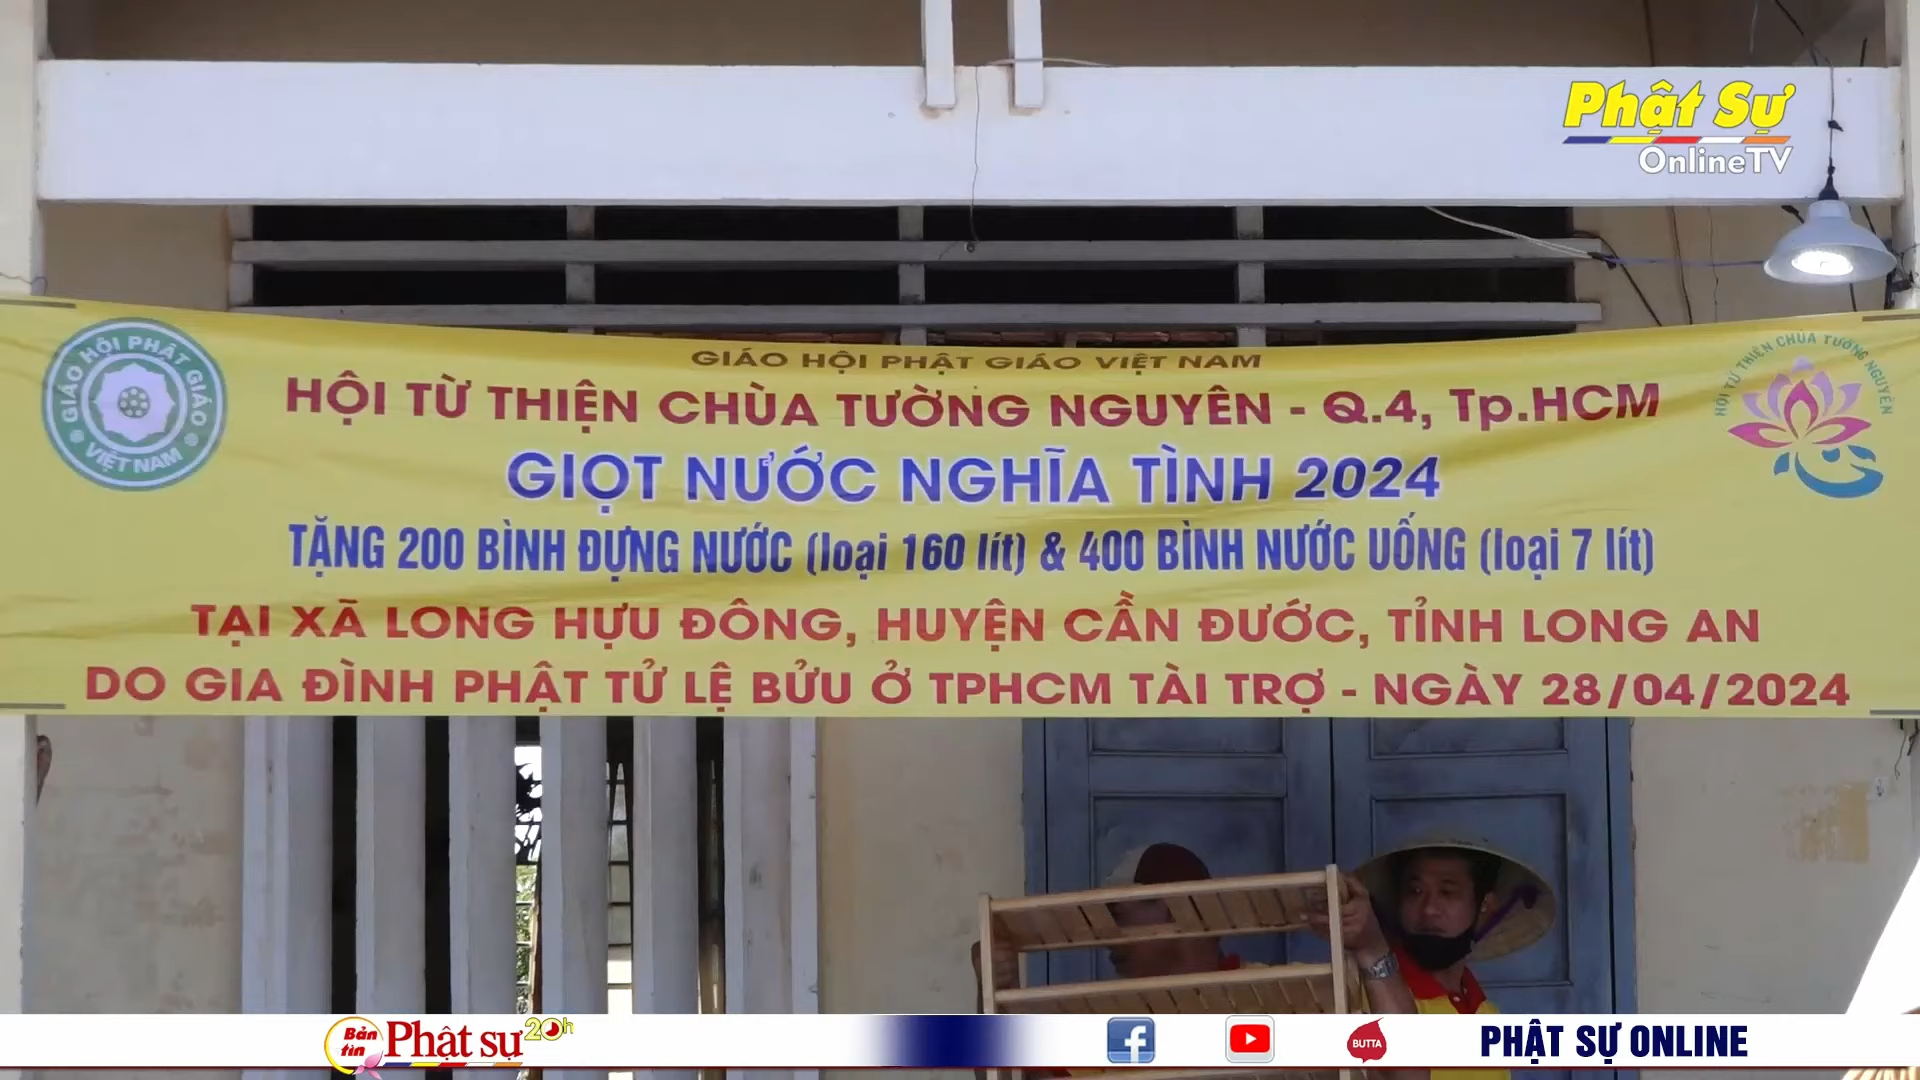 Phật Sự
OnlineTV
GIÁO HỘI PHẬT GIÁO VIỆT NAM
HỘI TỪ THIỆN CHÙA TƯỜNG NGUYÊN
GIÁO HỘI PHẬT GIÁO VIỆT NAM
HỘI TỪ THIỆN CHÙA TƯỜNG NGUYÊN - Q.4, Tp.HCM
GIỌT NƯỚC NGHĨA TÌNH 2024
TẶNG 200 BÌNH ĐỰNG NƯỚC (loại 160 lít) & 400 BÌNH NƯỚC UỐNG (loại 7 lít)
TẠI XÃ LONG HỰU ĐÔNG, HUYỆN CẦN ĐƯỚC, TỈNH LONG AN
DO GIA ĐÌNH PHẬT TỬ LỆ BỬU Ở TPHCM TÀI TRỢ - NGÀY 28/04/2024
Bản tin Phật sự 20h
BUTTA
PHẬT SỰ ONLINE